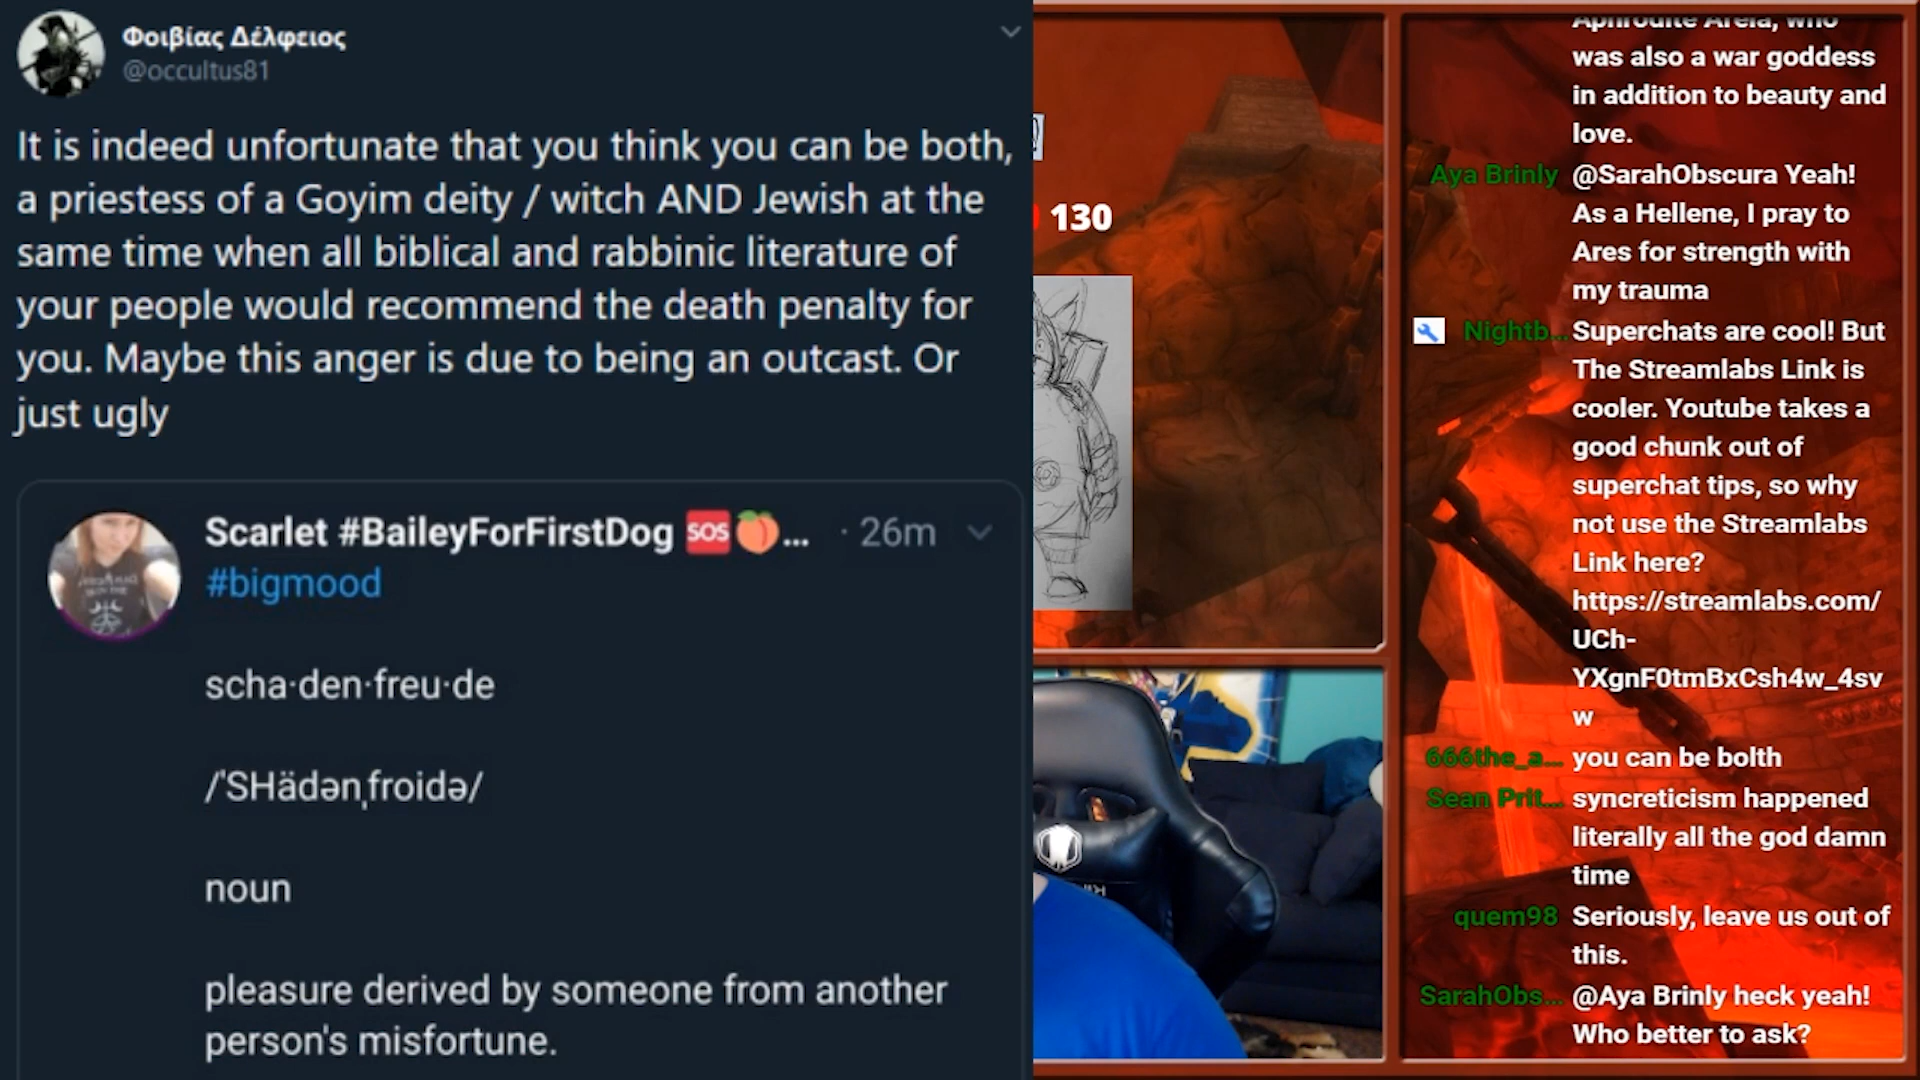 Φοιβίας Δέλφειος
@occultus81
It is indeed unfortunate that you think you can be both,
a priestess of a Goyim deity / witch AND Jewish at the
same time when all biblical and rabbinic literature of
your people would recommend the death penalty for
you. Maybe this anger is due to being an outcast. Or
just ugly
Scarlet #BaileyForFirstDog 🆘🍑... · 26m
#bigmood
scha·den·freu·de
/ˈSHädənˌfroidə/
noun
pleasure derived by someone from another
person's misfortune.
130
Aphrodite Areia, who
was also a war goddess
in addition to beauty and
love.
Aya Brinly @SarahObscura Yeah!
As a Hellene, I pray to
Ares for strength with
my trauma
Nightb... Superchats are cool! But
The Streamlabs Link is
cooler. Youtube takes a
good chunk out of
superchat tips, so why
not use the Streamlabs
Link here?
https://streamlabs.com/
UCh-
YXgnF0tmBxCsh4w_4sv
w
666the_a... you can be bolth
Sean Prit... syncreticism happened
literally all the god damn
time
quem98 Seriously, leave us out of
this.
SarahObs... @Aya Brinly heck yeah!
Who better to ask?